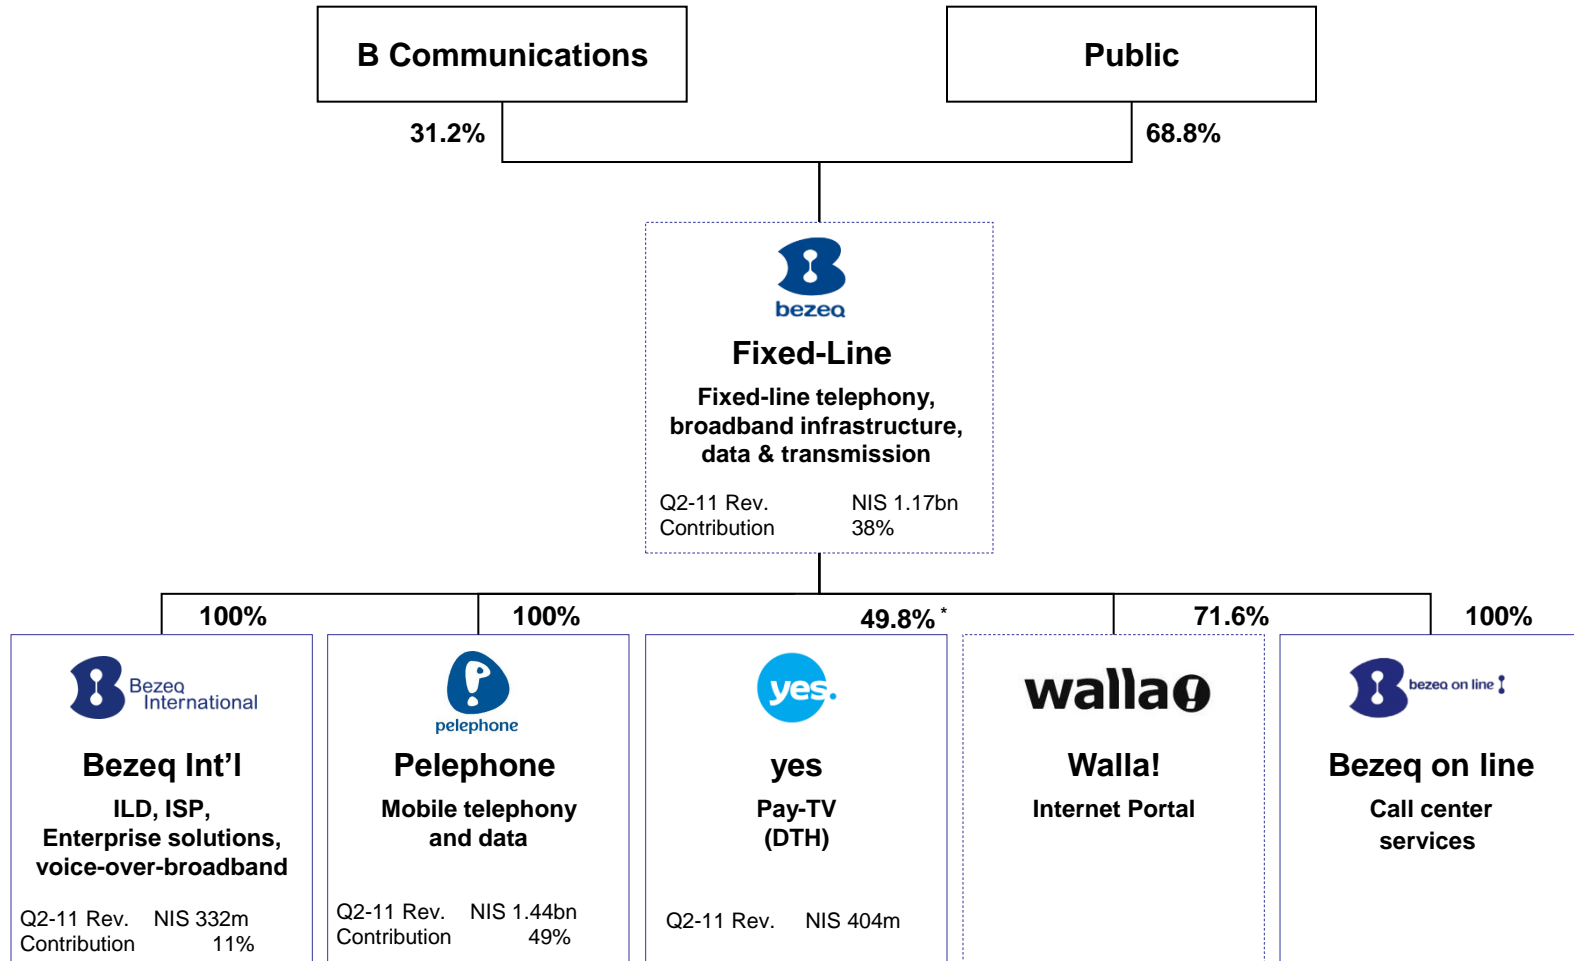 B Communications
Public
31.2%
68.8%
bezeq
Fixed-Line
Fixed-line telephony,
broadband infrastructure,
data & transmission
Q2-11 Rev. NIS 1.17bn
Contribution 38%
100%
100%
49.8% *
71.6%
100%
Bezeq
International
Bezeq Int’l
ILD, ISP,
Enterprise solutions,
voice-over-broadband
Q2-11 Rev. NIS 332m
Contribution 11%
pelephone
Pelephone
Mobile telephony
and data
Q2-11 Rev. NIS 1.44bn
Contribution 49%
yes.
yes
Pay-TV
(DTH)
Q2-11 Rev. NIS 404m
walla!
Walla!
Internet Portal
bezeq on line
Bezeq on line
Call center
services